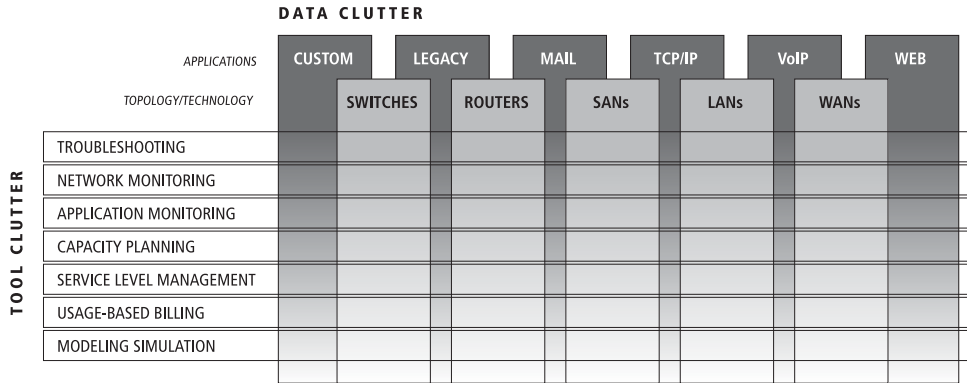 DATA CLUTTER
APPLICATIONS CUSTOM LEGACY MAIL TCP/IP VoIP WEB
TOPOLOGY/TECHNOLOGY SWITCHES ROUTERS SANs LANs WANs
TOOL CLUTTER
TROUBLESHOOTING
NETWORK MONITORING
APPLICATION MONITORING
CAPACITY PLANNING
SERVICE LEVEL MANAGEMENT
USAGE-BASED BILLING
MODELING SIMULATION